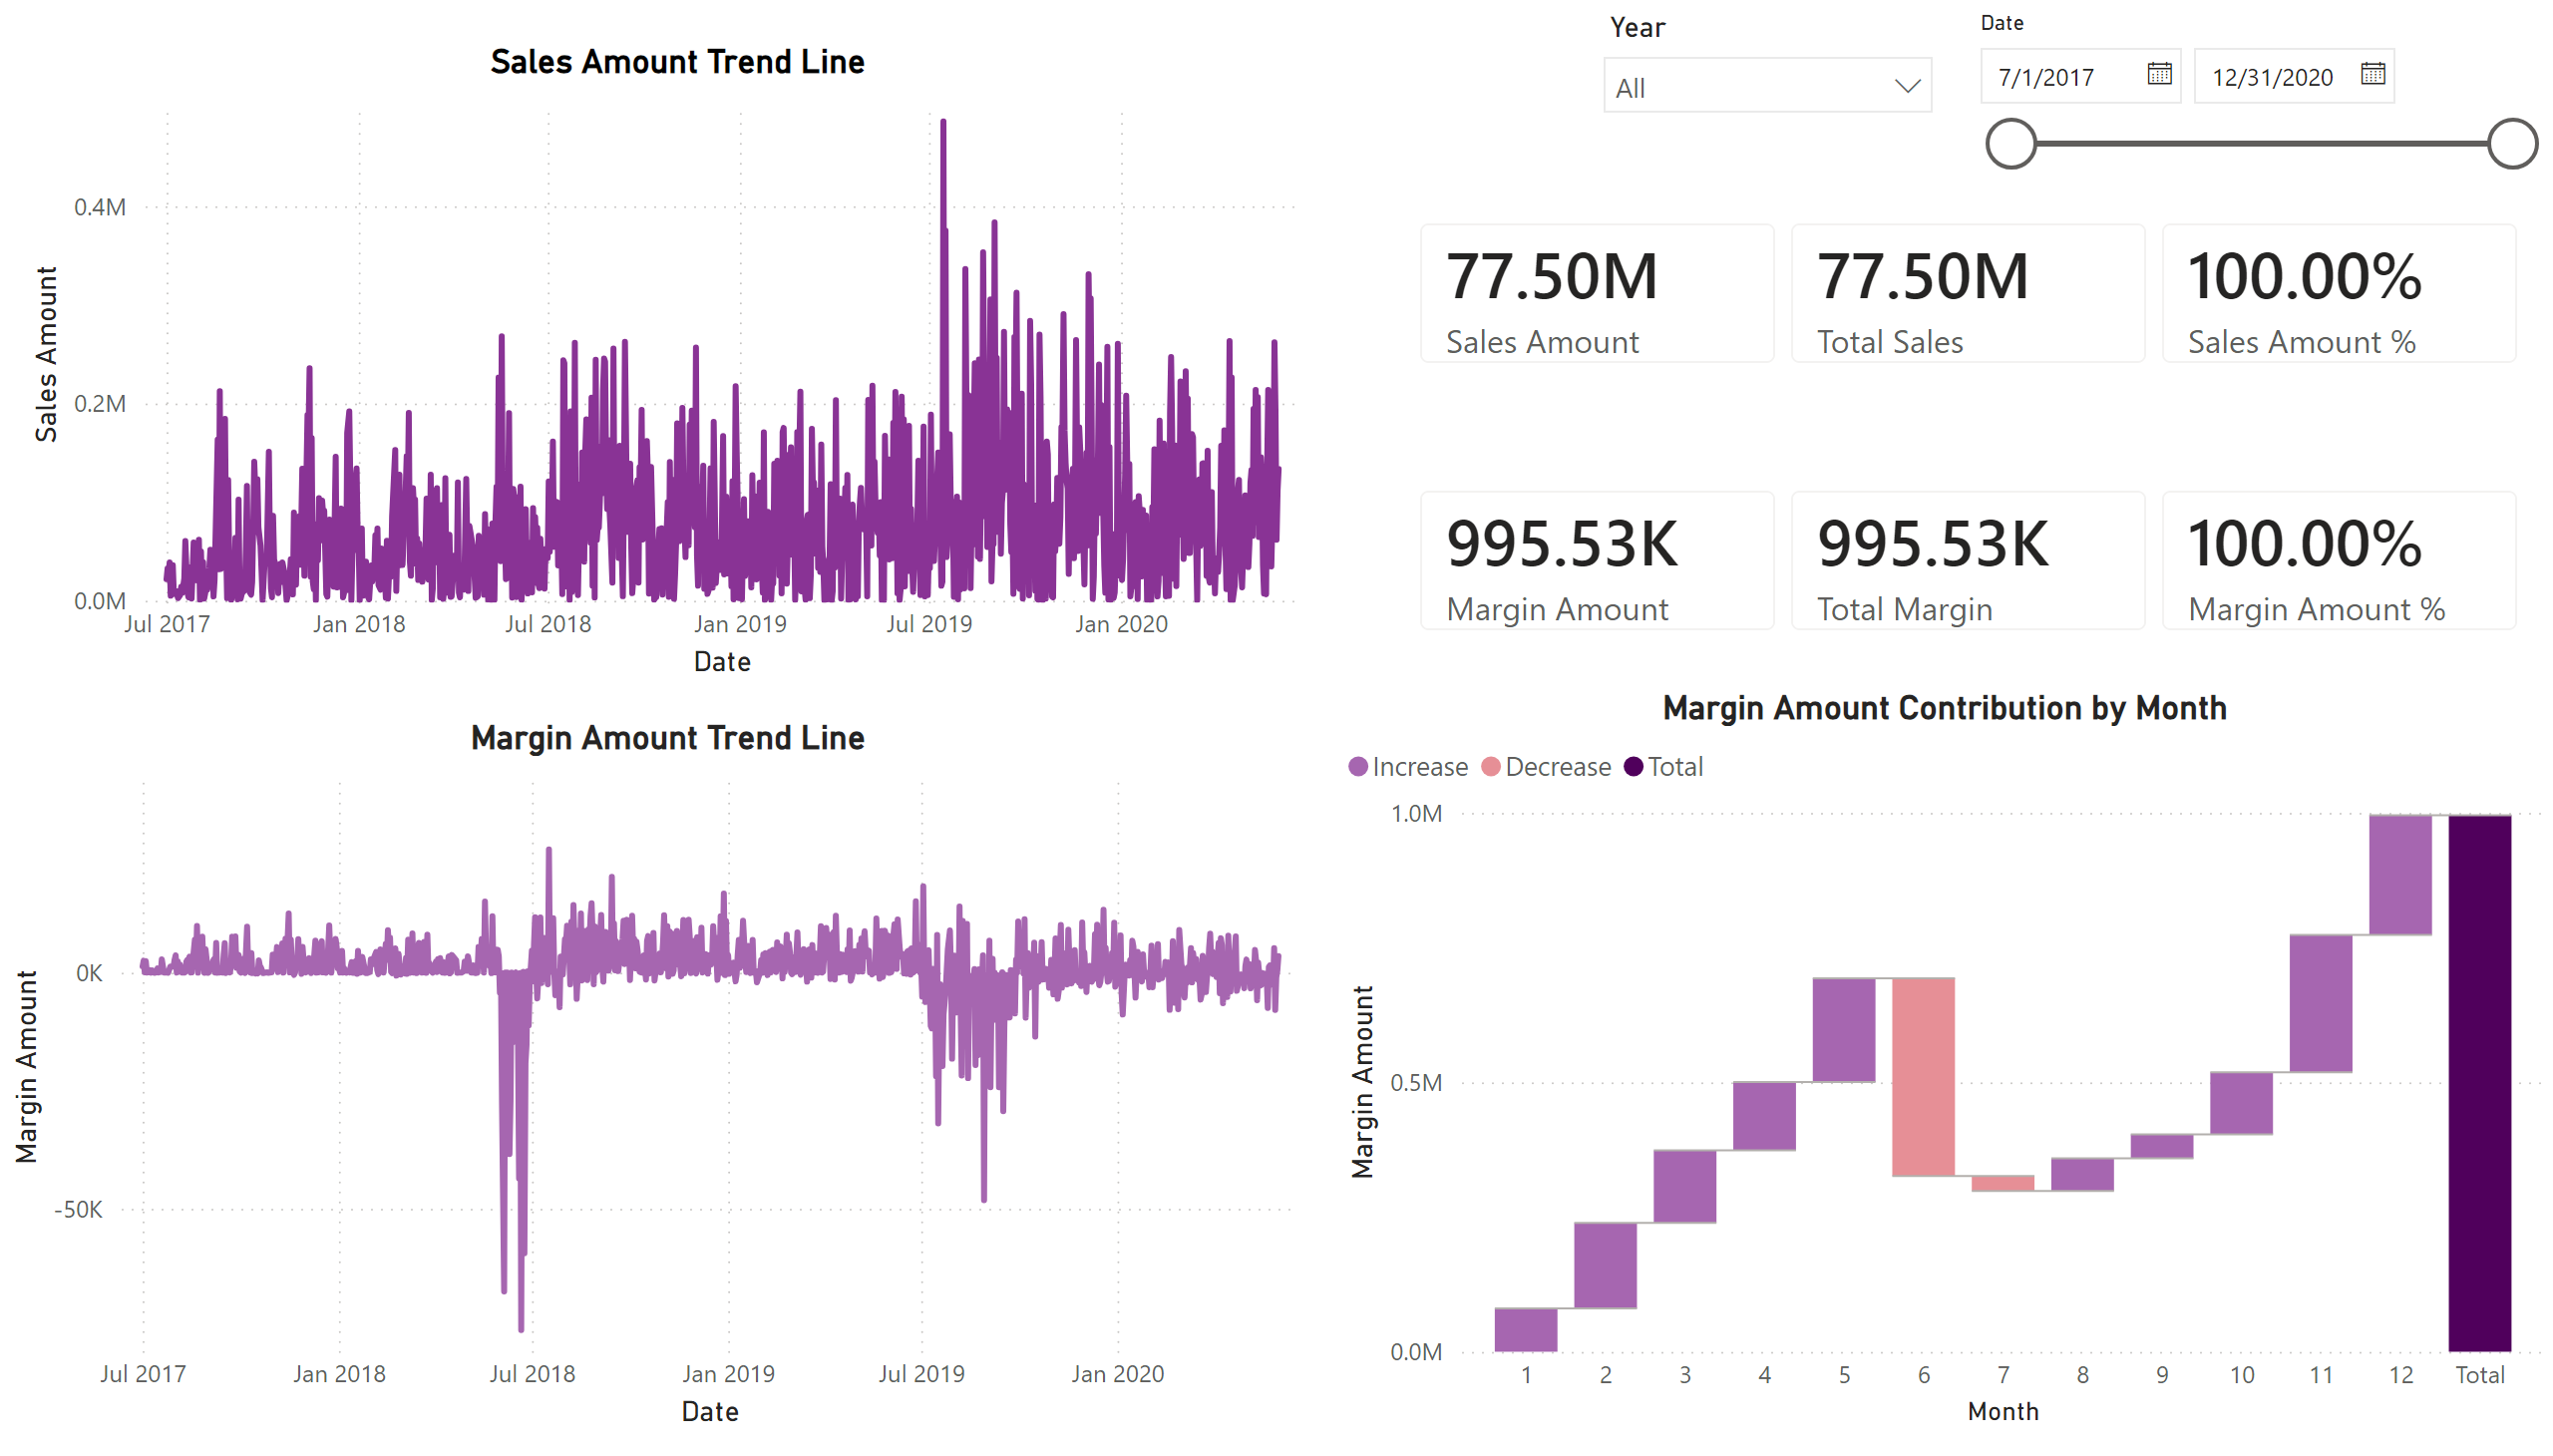 Sales Amount Trend Line
Sales Amount
0.4M
0.2M
0.0M
Jul 2017 Jan 2018 Jul 2018 Jan 2019 Jul 2019 Jan 2020
Date
Year
All
Date
7/1/2017 12/31/2020
77.50M
Sales Amount
77.50M
Total Sales
100.00%
Sales Amount %
995.53K
Margin Amount
995.53K
Total Margin
100.00%
Margin Amount %
Margin Amount Trend Line
Margin Amount
0K
-50K
Jul 2017 Jan 2018 Jul 2018 Jan 2019 Jul 2019 Jan 2020
Date
Margin Amount Contribution by Month
Increase Decrease Total
Margin Amount
1.0M
0.5M
0.0M
1 2 3 4 5 6 7 8 9 10 11 12 Total
Month